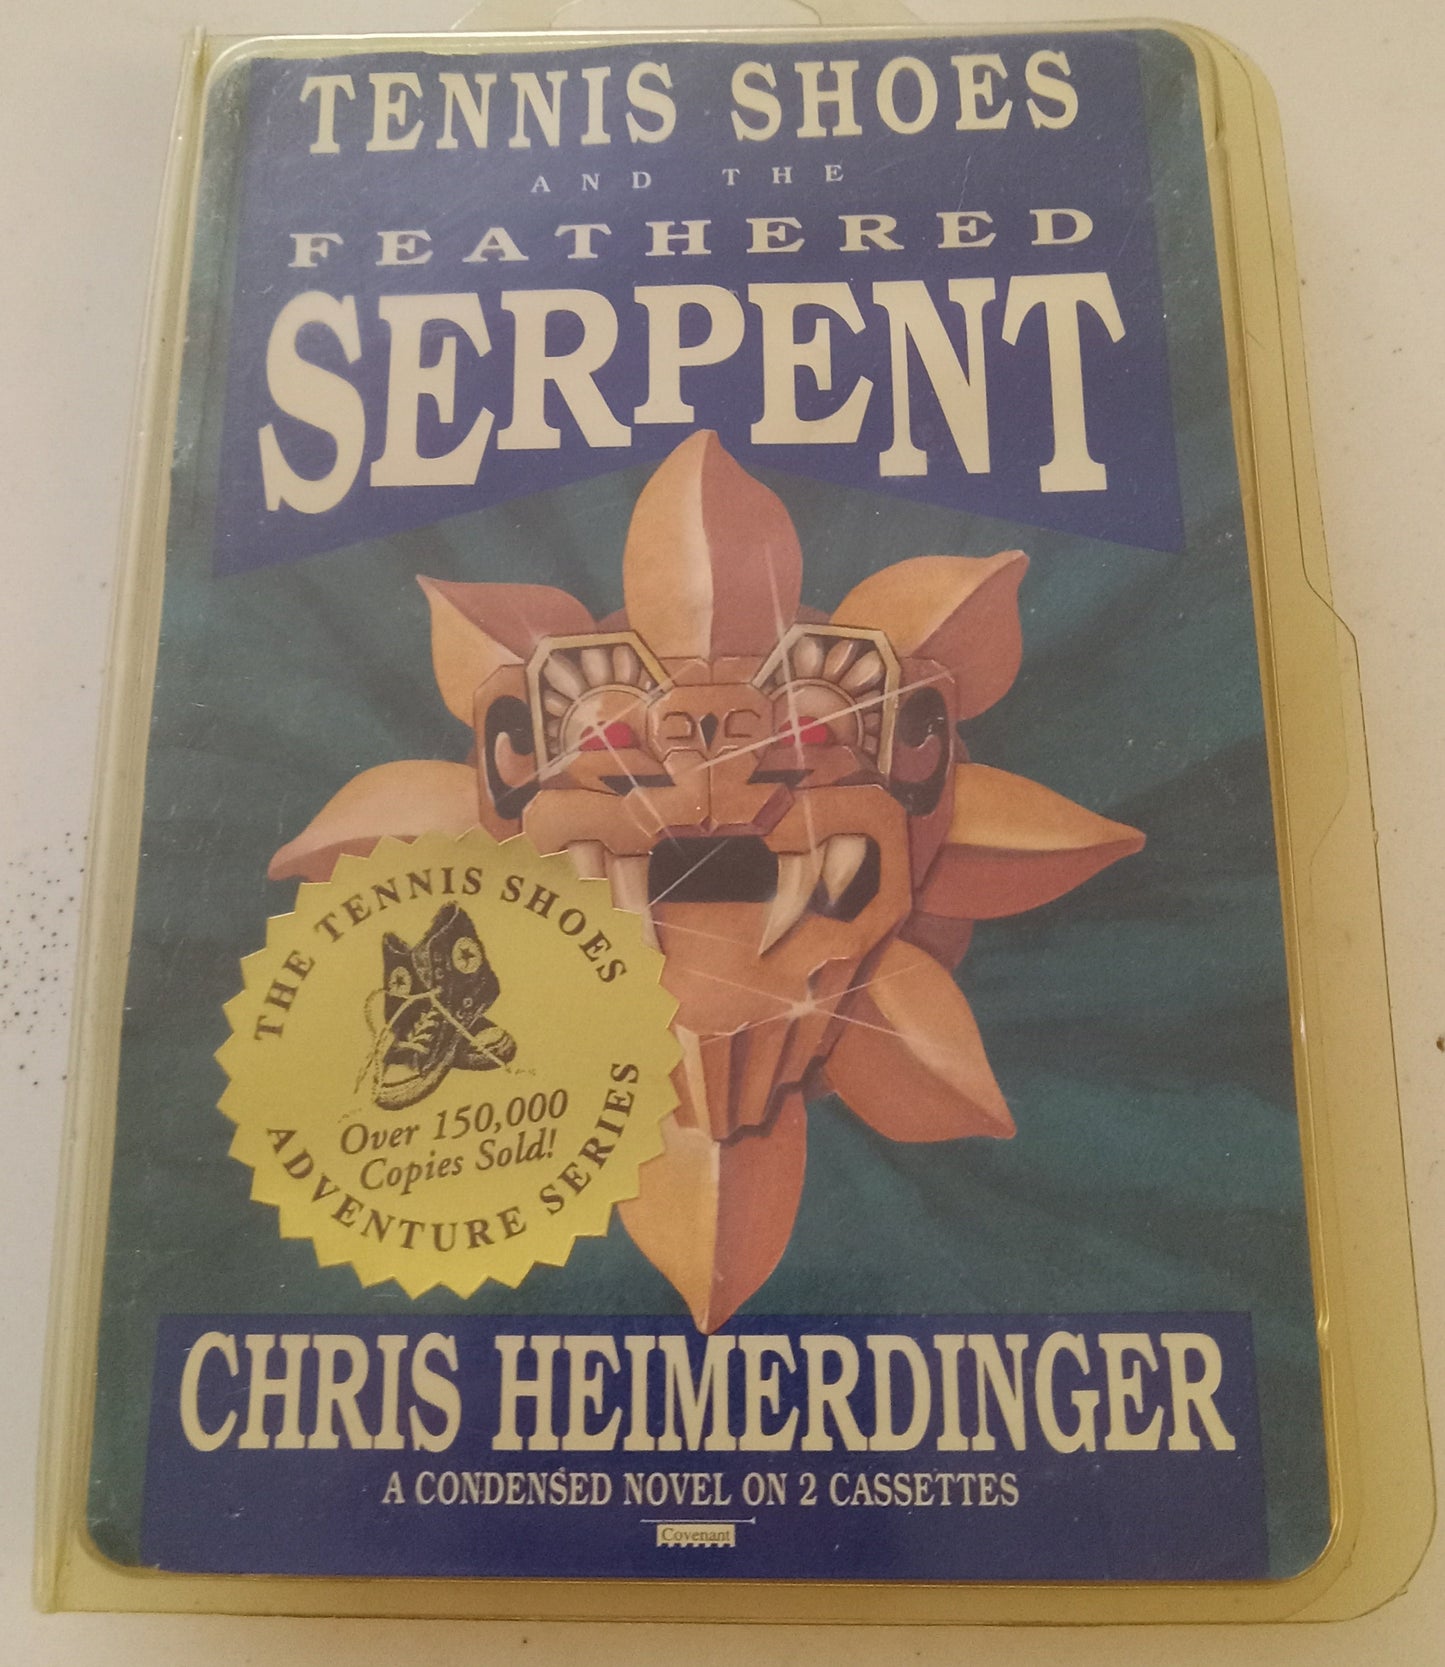 TENNIS SHOES
AND THE
FEATHERED
SERPENT
THE TENNIS SHOES
Over 150,000
Copies Sold!
ADVENTURE SERIES
CHRIS HEIMERDINGER
A CONDENSED NOVEL ON 2 CASSETTES
Covenant